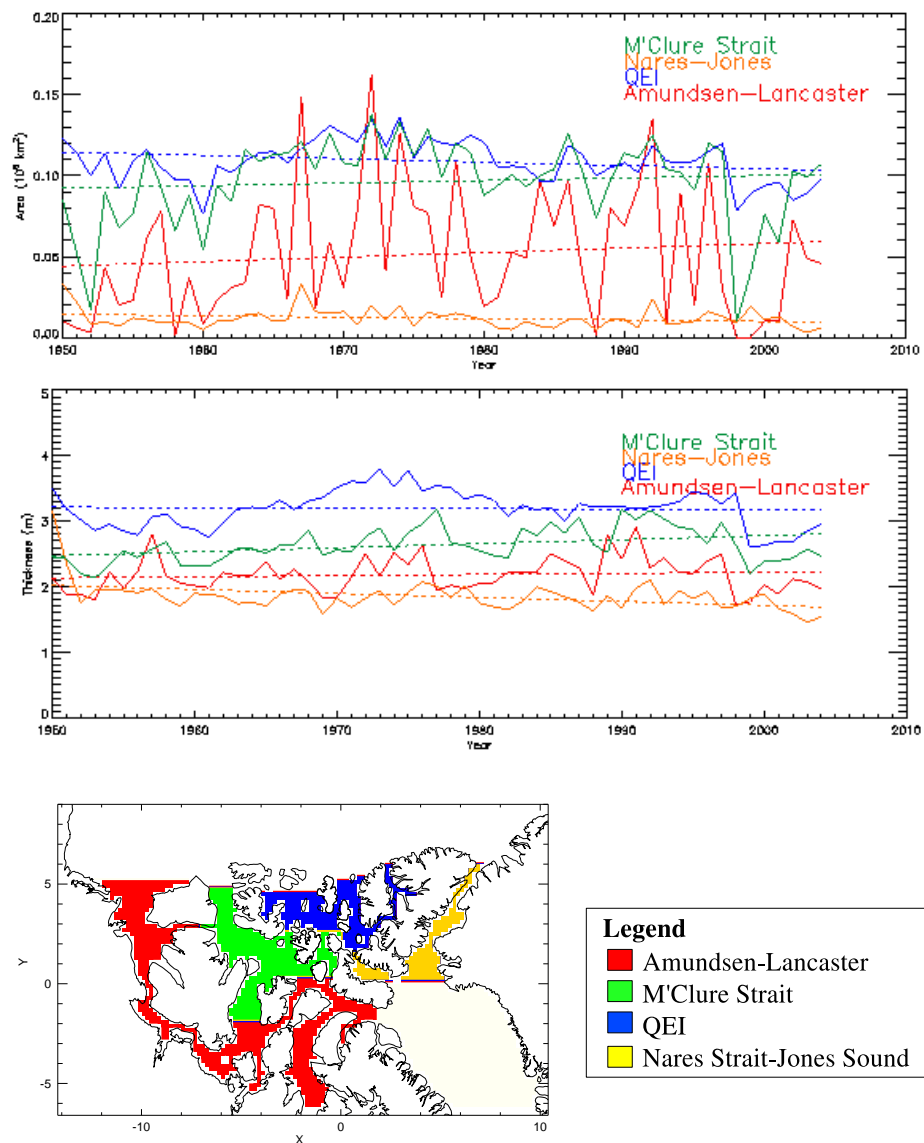 0.20
0.15
0.10
0.05
0.00
Area (10⁶ km²)
M'Clure Strait
Nares-Jones
QEI
Amundsen-Lancaster
1950 1960 1970 1980 1990 2000 2010
Year
5
4
3
2
1
0
Thickness (m)
M'Clure Strait
Nares-Jones
QEI
Amundsen-Lancaster
1950 1960 1970 1980 1990 2000 2010
Year
5
0
-5
Y
-10 0 10
X
Legend
Amundsen-Lancaster
M'Clure Strait
QEI
Nares Strait-Jones Sound